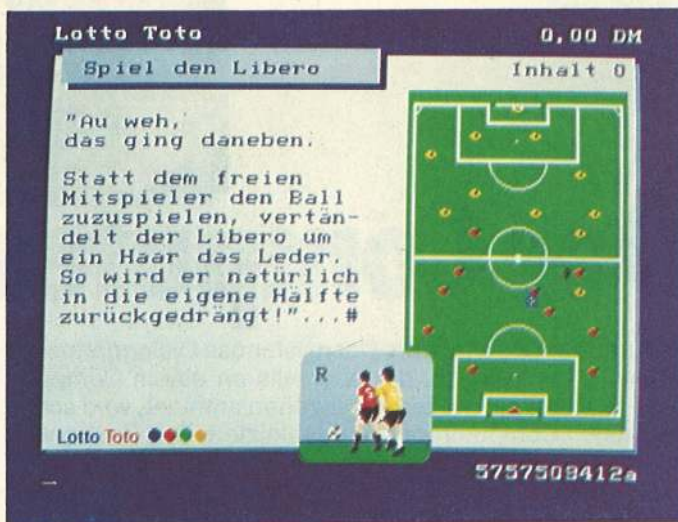 Lotto Toto 0,00 DM
Spiel den Libero
Inhalt 0
"Au weh,
das ging daneben.
Statt dem freien
Mitspieler den Ball
zuzuspielen, vertän-
delt der Libero um
ein Haar das Leder.
So wird er natürlich
in die eigene Hälfte
zurückgedrängt!"...#
R
Lotto Toto
5757509412a